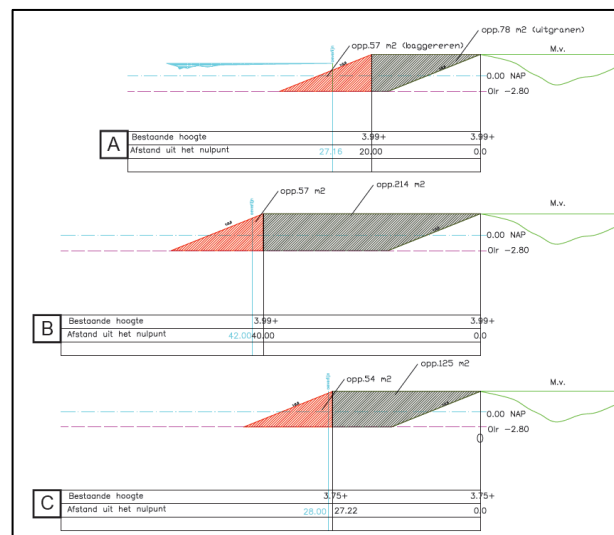 opp.57 m2 (baggereren)
opp.78 m2 (uitgranen)
M.v.
0.00 NAP
Olr -2.80
A
Bestaande hoogte 3.99+ 3.99+
Afstand uit het nulpunt 27.16 20.00 0.0
opp.57 m2
opp.214 m2
M.v.
0.00 NAP
Olr -2.80
B
Bestaande hoogte 3.99+ 3.99+
Afstand uit het nulpunt 42.00 40.00 0.0
opp.54 m2
opp.125 m2
M.v.
0.00 NAP
Olr -2.80
0
C
Bestaande hoogte 3.75+ 3.75+
Afstand uit het nulpunt 28.00 27.22 0.0